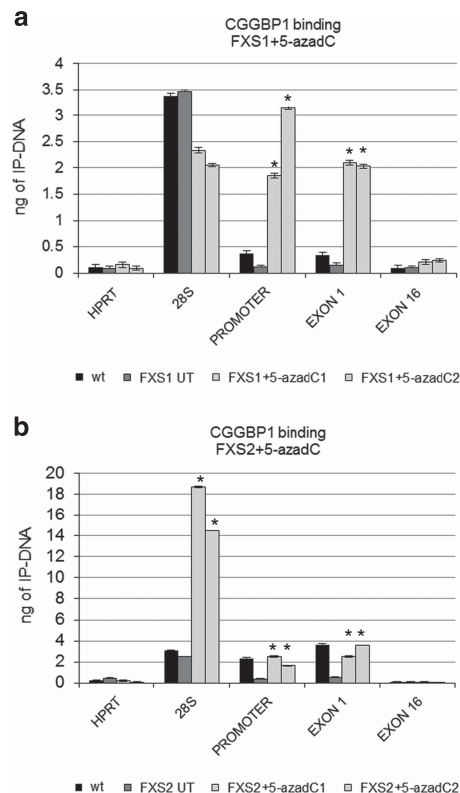 a
CGGBP1 binding
FXS1+5-azadC
ng of IP-DNA
4
3.5
3
2.5
2
1.5
1
0.5
0
* * * *
HPRT 28S PROMOTER EXON 1 EXON 16
wt FXS1 UT FXS1+5-azadC1 FXS1+5-azadC2
b
CGGBP1 binding
FXS2+5-azadC
ng of IP-DNA
20
18
16
14
12
10
8
6
4
2
0
* * * * * *
HPRT 28S PROMOTER EXON 1 EXON 16
wt FXS2 UT FXS2+5-azadC1 FXS2+5-azadC2